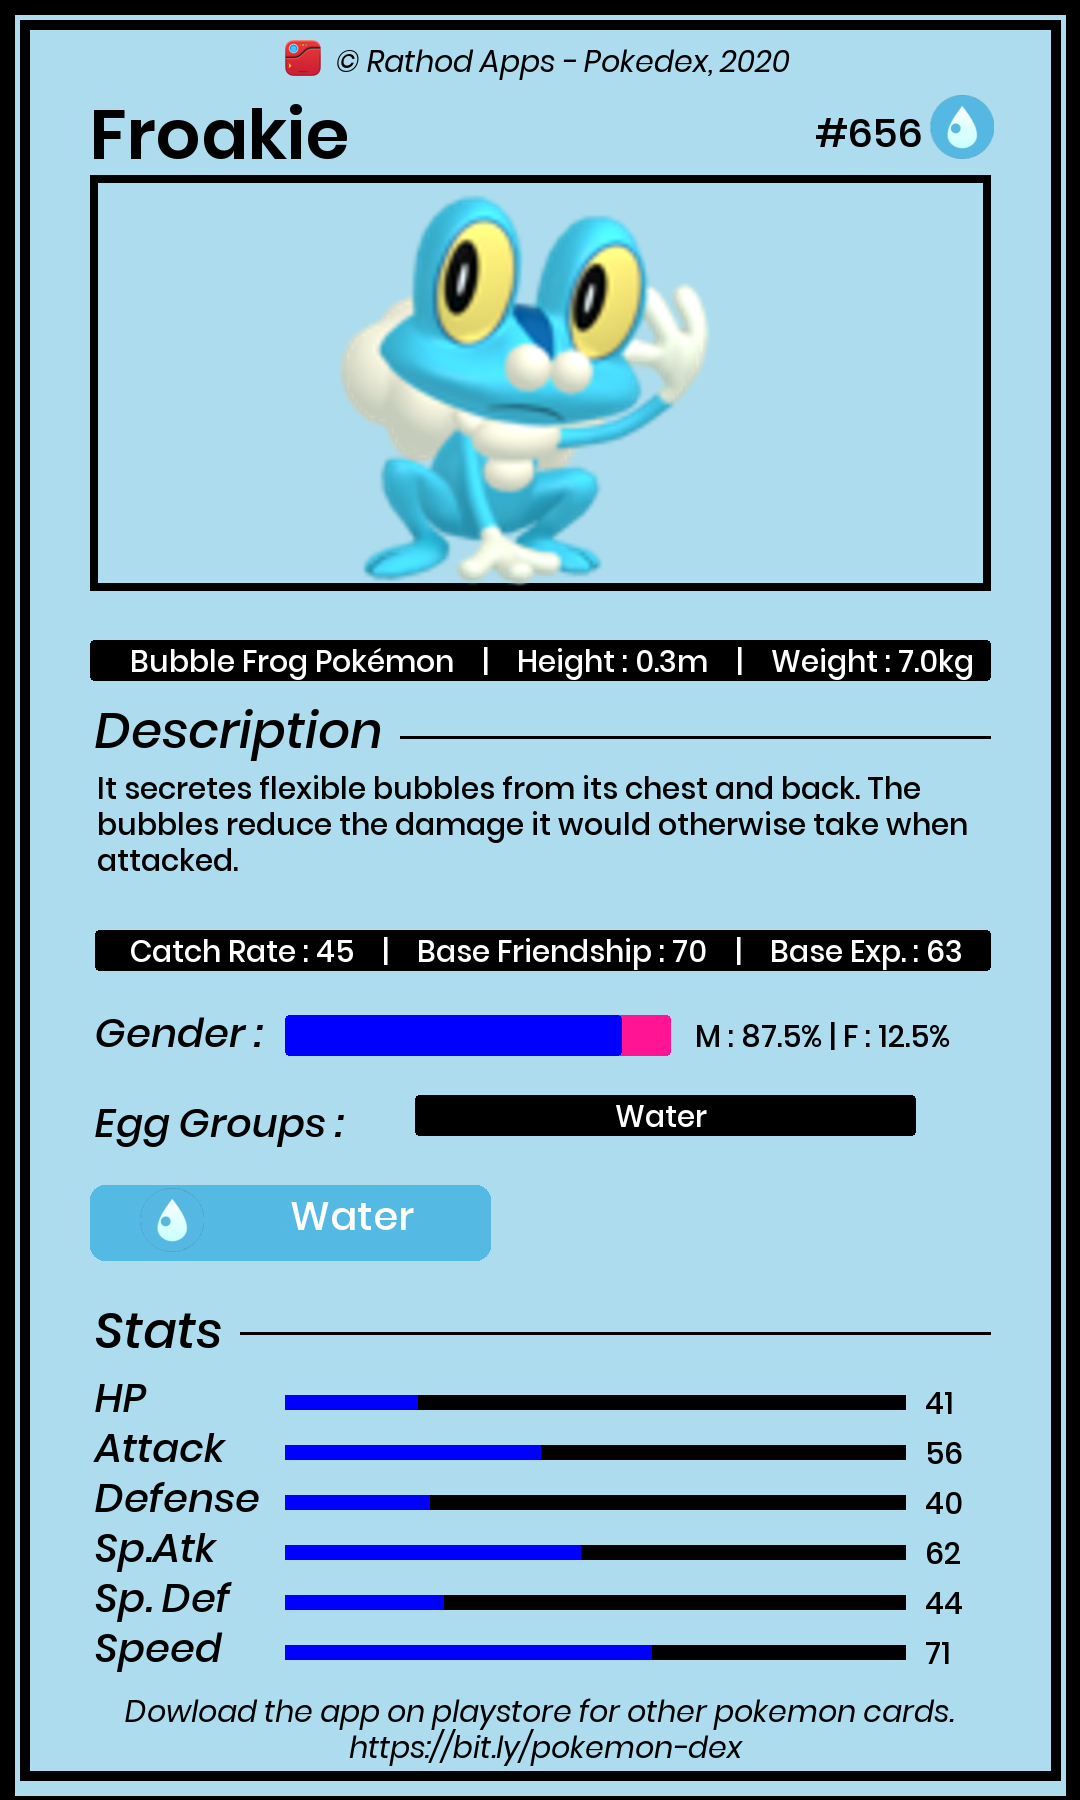 © Rathod Apps - Pokedex, 2020
Froakie #656
Bubble Frog Pokémon | Height : 0.3m | Weight : 7.0kg
Description
It secretes flexible bubbles from its chest and back. The
bubbles reduce the damage it would otherwise take when
attacked.
Catch Rate : 45 | Base Friendship : 70 | Base Exp. : 63
Gender : M : 87.5% | F : 12.5%
Egg Groups : Water
Water
Stats
HP 41
Attack 56
Defense 40
Sp.Atk 62
Sp. Def 44
Speed 71
Dowload the app on playstore for other pokemon cards.
https://bit.ly/pokemon-dex